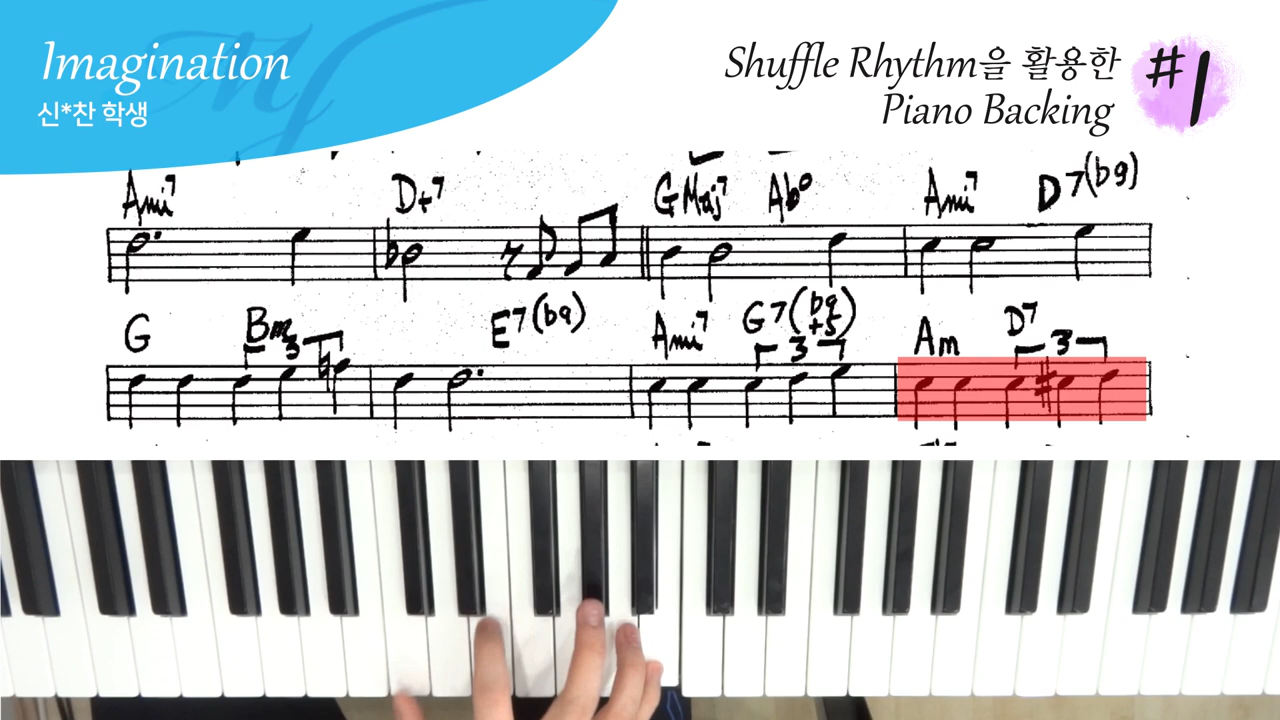 Imagination
신*찬 학생
Shuffle Rhythm을 활용한
Piano Backing
#1
Ami7 D+7 GMaj7 Abo Ami7 D7(b9)
G Bm 3 E7(b9) Ami7 G7(b9 +5) 3 Am D7 3